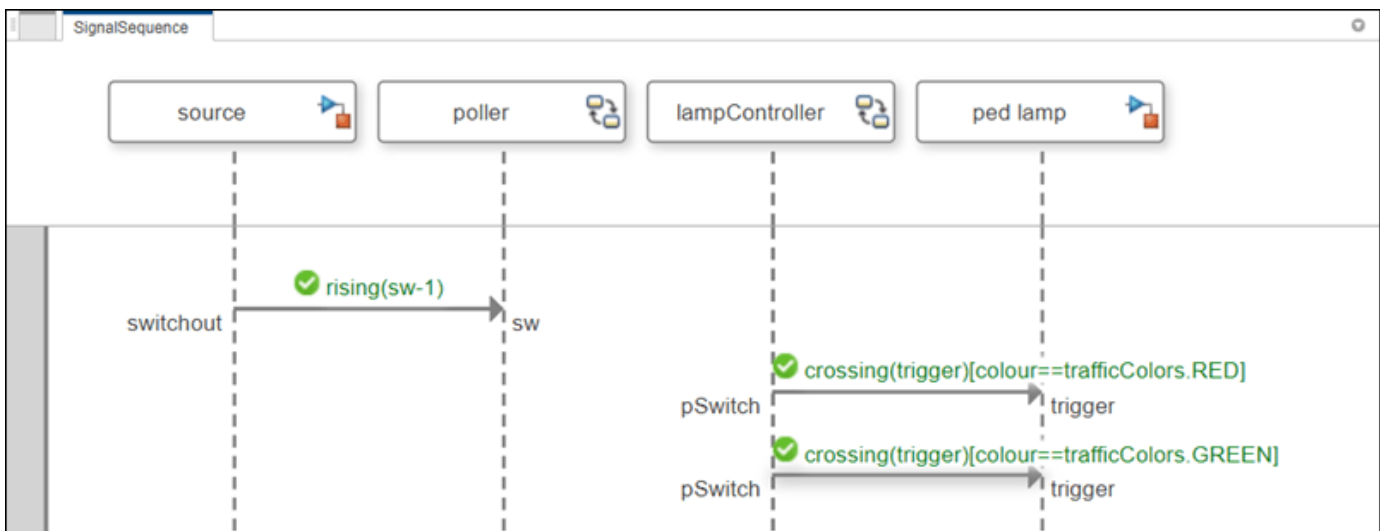 SignalSequence
source poller lampController ped lamp
rising(sw-1)
switchout sw
crossing(trigger)[colour==trafficColors.RED]
pSwitch trigger
crossing(trigger)[colour==trafficColors.GREEN]
pSwitch trigger